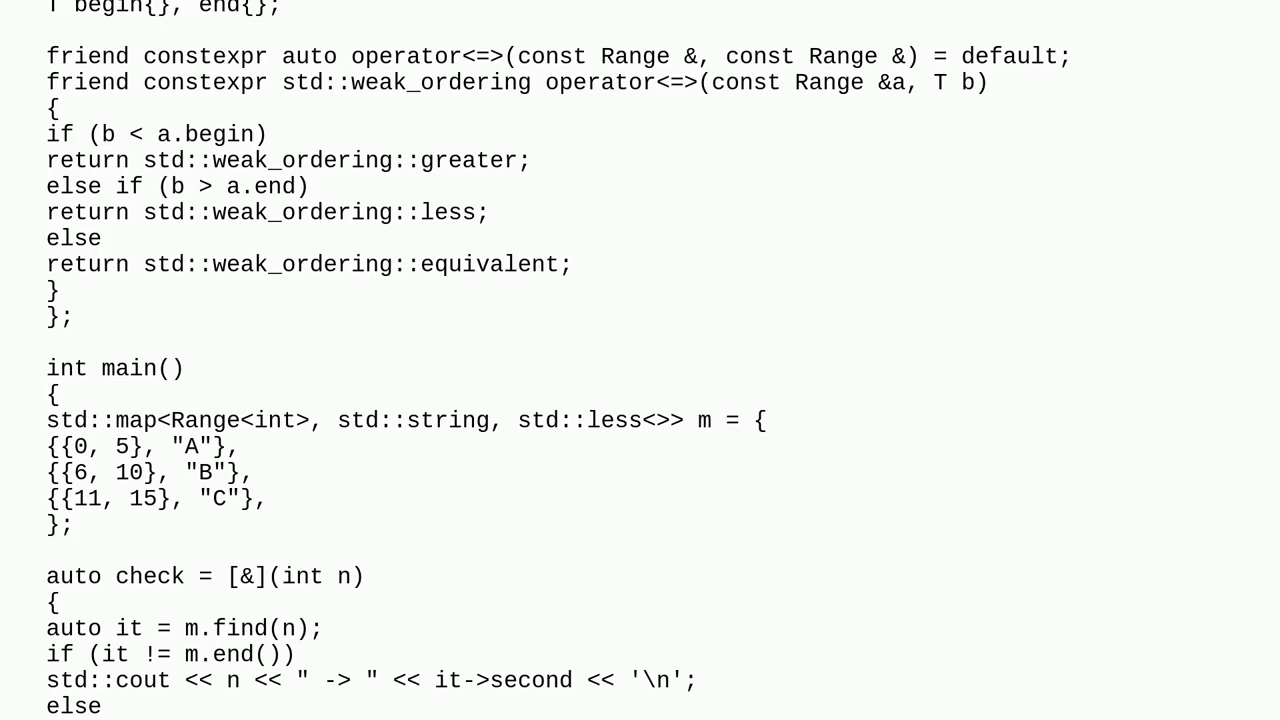 T begin{}, end{};
friend constexpr auto operator<=>(const Range &, const Range &) = default;
friend constexpr std::weak_ordering operator<=>(const Range &a, T b)
{
if (b < a.begin)
return std::weak_ordering::greater;
else if (b > a.end)
return std::weak_ordering::less;
else
return std::weak_ordering::equivalent;
}
};
int main()
{
std::map<Range<int>, std::string, std::less<>> m = {
{{0, 5}, "A"},
{{6, 10}, "B"},
{{11, 15}, "C"},
};
auto check = [&](int n)
{
auto it = m.find(n);
if (it != m.end())
std::cout << n << " -> " << it->second << '\n';
else